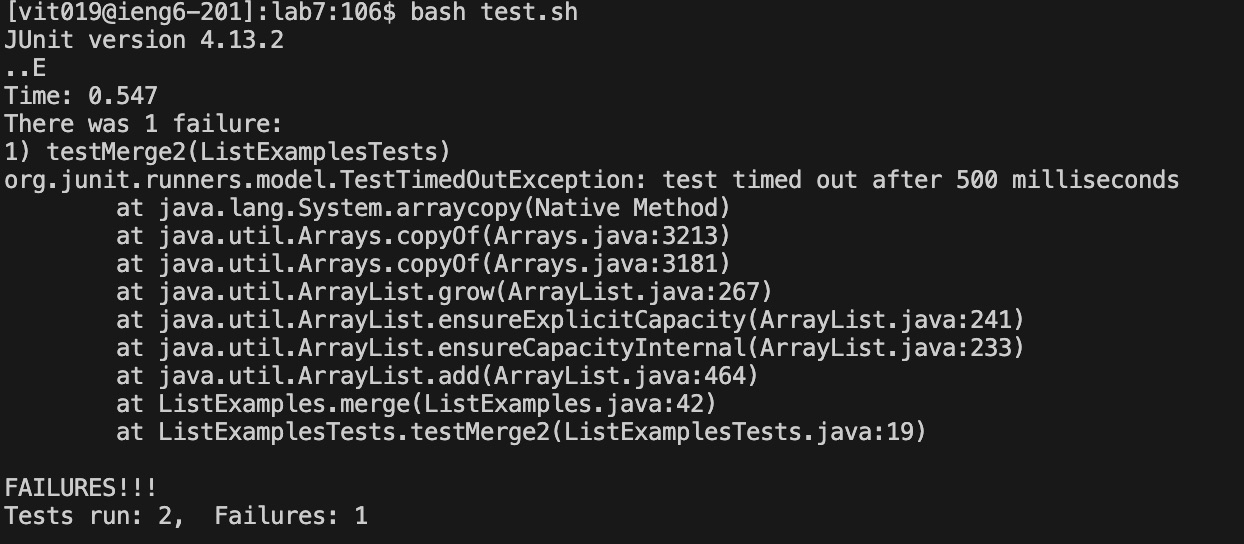 [vit019@ieng6-201]:lab7:106$ bash test.sh
JUnit version 4.13.2
..E
Time: 0.547
There was 1 failure:
1) testMerge2(ListExamplesTests)
org.junit.runners.model.TestTimedOutException: test timed out after 500 milliseconds
        at java.lang.System.arraycopy(Native Method)
        at java.util.Arrays.copyOf(Arrays.java:3213)
        at java.util.Arrays.copyOf(Arrays.java:3181)
        at java.util.ArrayList.grow(ArrayList.java:267)
        at java.util.ArrayList.ensureExplicitCapacity(ArrayList.java:241)
        at java.util.ArrayList.ensureCapacityInternal(ArrayList.java:233)
        at java.util.ArrayList.add(ArrayList.java:464)
        at ListExamples.merge(ListExamples.java:42)
        at ListExamplesTests.testMerge2(ListExamplesTests.java:19)

FAILURES!!!
Tests run: 2,  Failures: 1